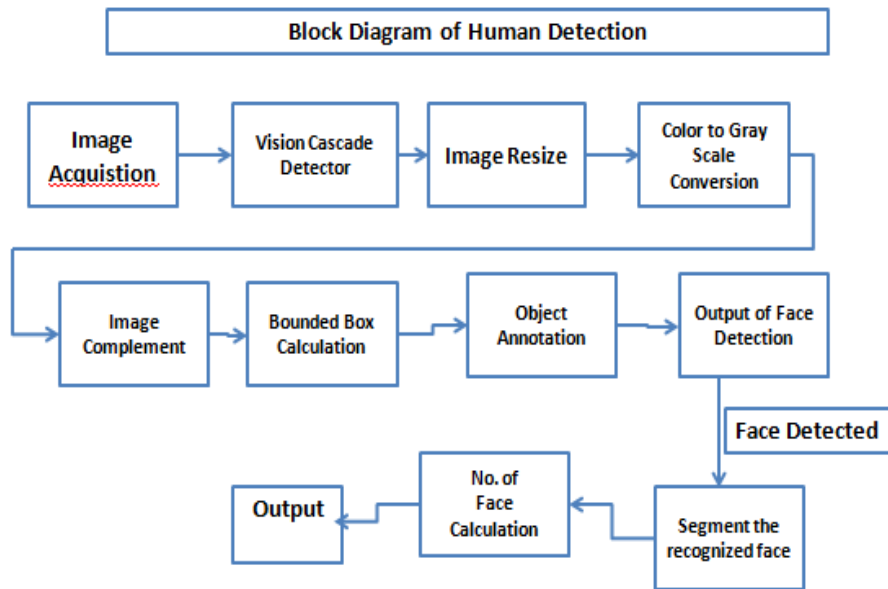 Block Diagram of Human Detection
Image
Acquistion
Vision Cascade
Detector
Image Resize
Color to Gray
Scale
Conversion
Image
Complement
Bounded Box
Calculation
Object
Annotation
Output of Face
Detection
Face Detected
Segment the
recognized face
No. of
Face
Calculation
Output